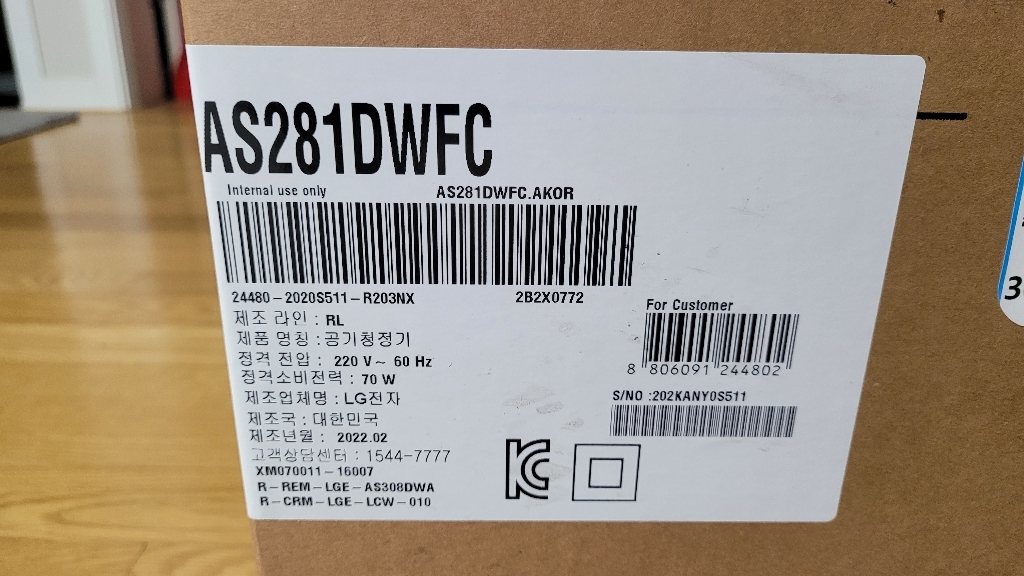 AS281DWFC
Internal use only AS281DWFC.AKOR
24480-2020S511-R203NX 2B2X0772
제조 라인 : RL
제품 명칭 : 공기청정기
정격 전압 : 220 V~ 60 Hz
정격소비전력 : 70 W
제조업체명 : LG전자
제조국 : 대한민국
제조년월 : 2022.02
고객상담센터 : 1544-7777
XM070011-16007
R-REM-LGE-AS308DWA
R-CRM-LGE-LCW-010
For Customer
8 806091 244802
S/NO :202KANY0S511
KC
3